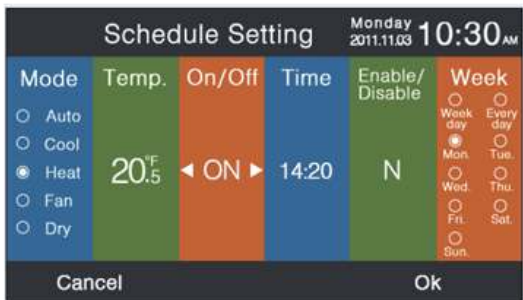 Schedule Setting
Monday
2011.11.03
10:30 AM
Mode
Auto
Cool
Heat
Fan
Dry
Temp.
20.5 °F
On/Off
ON
Time
14:20
Enable/
Disable
N
Week
Week
day
Every
day
Mon.
Tue.
Wed.
Thu.
Fri.
Sat.
Sun.
Cancel
Ok